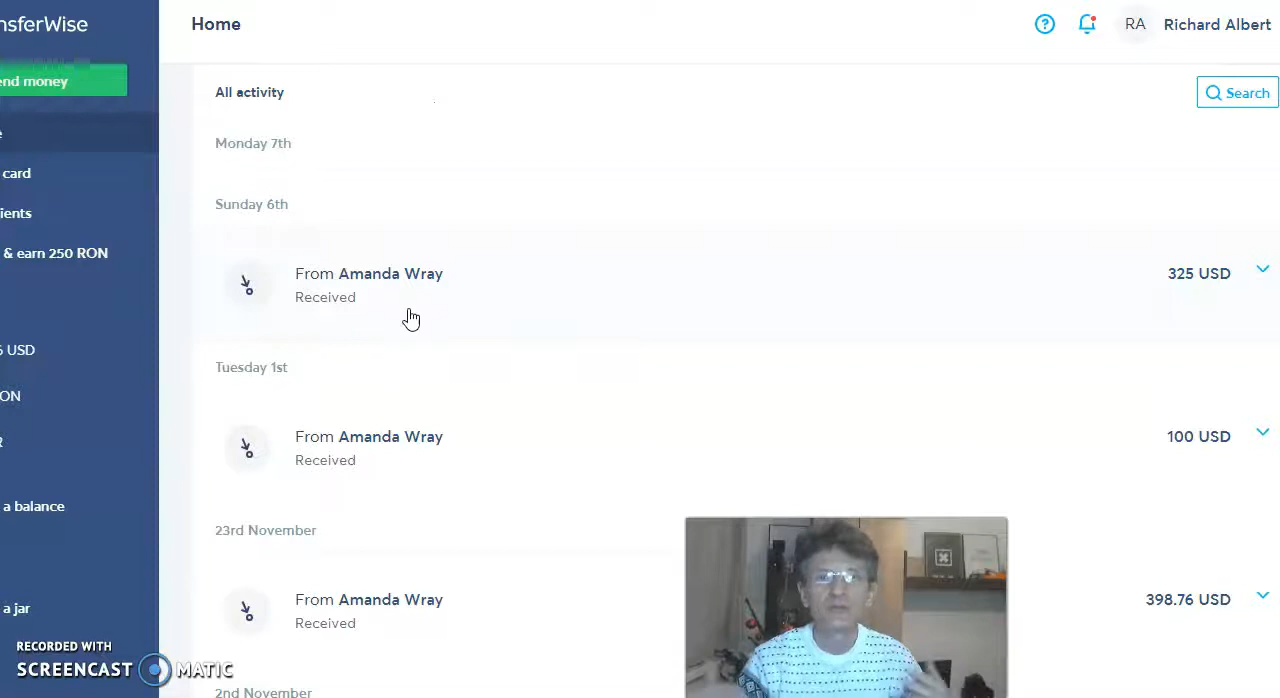 nsferWise
Home
RA
Richard Albert
end money
All activity
Search
e
Monday 7th
card
Sunday 6th
ients
& earn 250 RON
From Amanda Wray
325 USD
Received
6 USD
Tuesday 1st
ON
R
From Amanda Wray
100 USD
Received
a balance
23rd November
From Amanda Wray
398.76 USD
a jar
Received
RECORDED WITH
SCREENCAST MATIC
2nd November